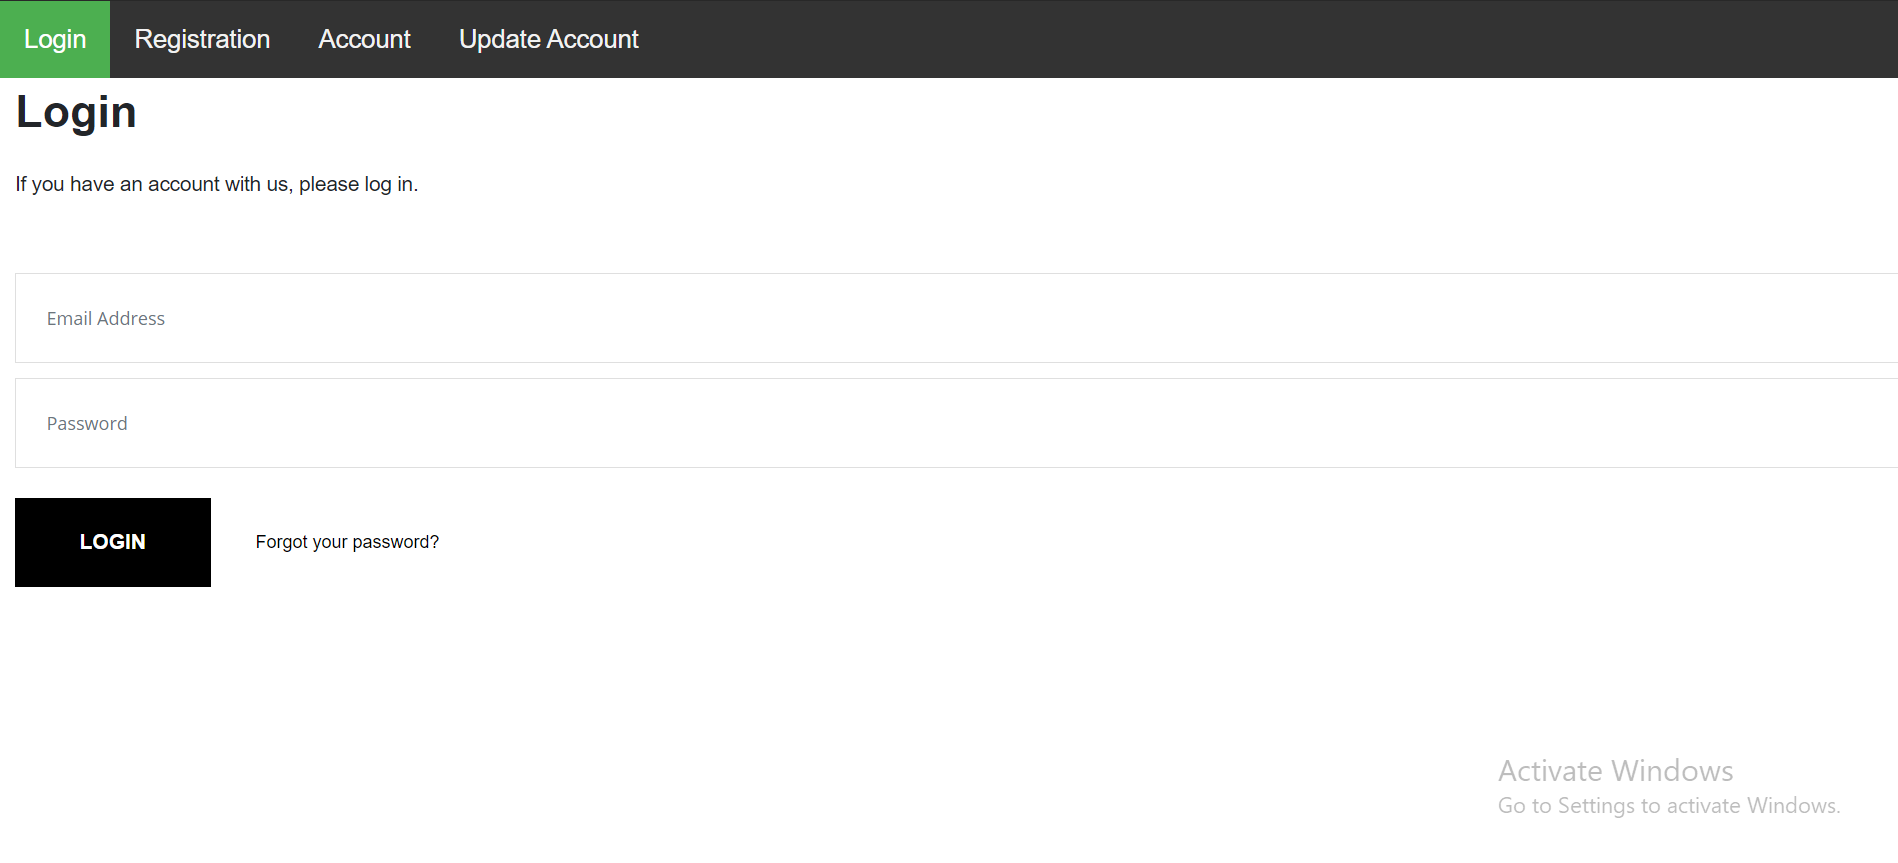 Login Registration Account Update Account
Login
If you have an account with us, please log in.
Email Address
Password
LOGIN Forgot your password?
Activate Windows
Go to Settings to activate Windows.